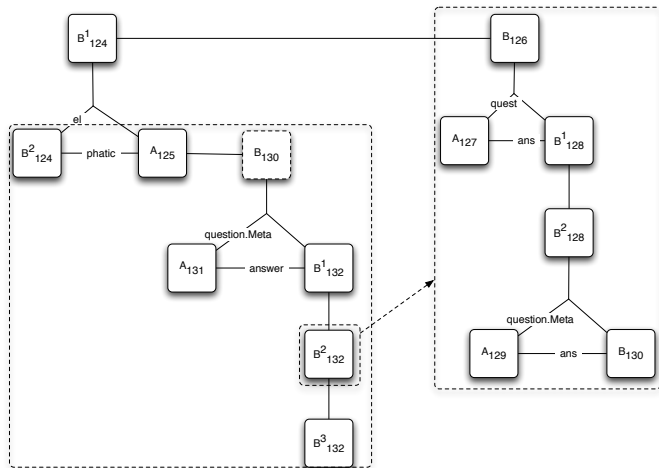 B¹₁₂₄ B₁₂₆
el quest
A₁₂₇ ans B¹₁₂₈
B²₁₂₄ phatic A₁₂₅ B₁₃₀
B²₁₂₈
question.Meta
A₁₃₁ answer B¹₁₃₂
question.Meta
B²₁₃₂ A₁₂₉ ans B₁₃₀
B³₁₃₂